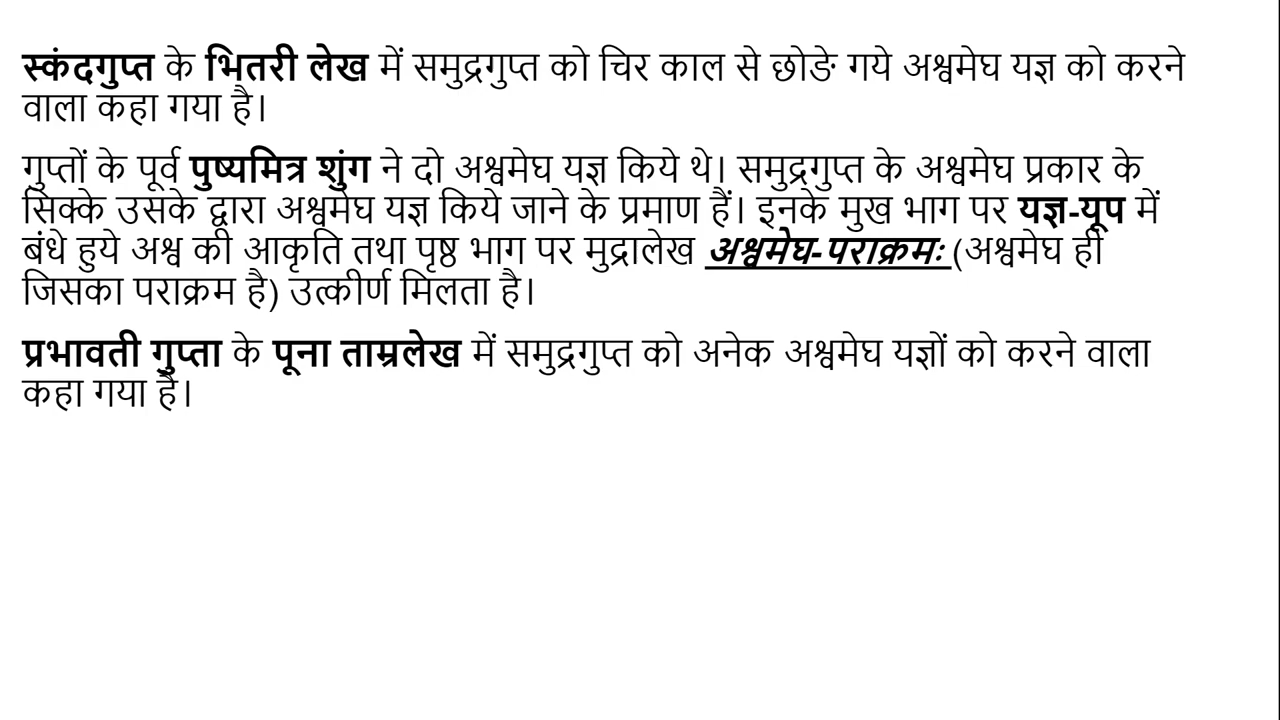 स्कंदगुप्त के भितरी लेख में समुद्रगुप्त को चिर काल से छोङे गये अश्वमेघ यज्ञ को करने
वाला कहा गया है।
गुप्तों के पूर्व पुष्यमित्र शुंग ने दो अश्वमेघ यज्ञ किये थे। समुद्रगुप्त के अश्वमेघ प्रकार के
सिक्के उसके द्वारा अश्वमेघ यज्ञ किये जाने के प्रमाण हैं। इनके मुख भाग पर यज्ञ-यूप में
बंधे हुये अश्व की आकृति तथा पृष्ठ भाग पर मुद्रालेख अश्वमेघ-पराक्रमः (अश्वमेघ ही
जिसका पराक्रम है) उत्कीर्ण मिलता है।
प्रभावती गुप्ता के पूना ताम्रलेख में समुद्रगुप्त को अनेक अश्वमेघ यज्ञों को करने वाला
कहा गया है।